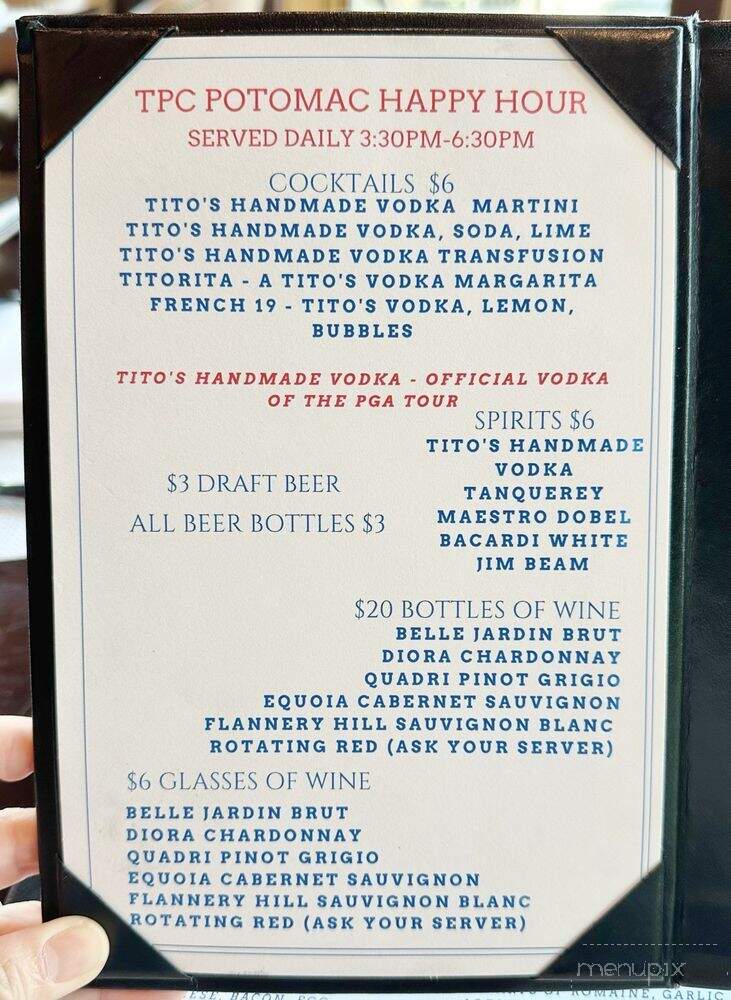 TPC POTOMAC HAPPY HOUR
SERVED DAILY 3:30PM-6:30PM
COCKTAILS $6
TITO'S HANDMADE VODKA MARTINI
TITO'S HANDMADE VODKA, SODA, LIME
TITO'S HANDMADE VODKA TRANSFUSION
TITORITA - A TITO'S VODKA MARGARITA
FRENCH 19 - TITO'S VODKA, LEMON,
BUBBLES
TITO'S HANDMADE VODKA - OFFICIAL VODKA
OF THE PGA TOUR
$3 DRAFT BEER
ALL BEER BOTTLES $3
SPIRITS $6
TITO'S HANDMADE
VODKA
TANQUEREY
MAESTRO DOBEL
BACARDI WHITE
JIM BEAM
$20 BOTTLES OF WINE
BELLE JARDIN BRUT
DIORA CHARDONNAY
QUADRI PINOT GRIGIO
EQUOIA CABERNET SAUVIGNON
FLANNERY HILL SAUVIGNON BLANC
ROTATING RED (ASK YOUR SERVER)
$6 GLASSES OF WINE
BELLE JARDIN BRUT
DIORA CHARDONNAY
QUADRI PINOT GRIGIO
EQUOIA CABERNET SAUVIGNON
FLANNERY HILL SAUVIGNON BLANC
ROTATING RED (ASK YOUR SERVER)
menupix
BACON, ROMAINE, GARLIC